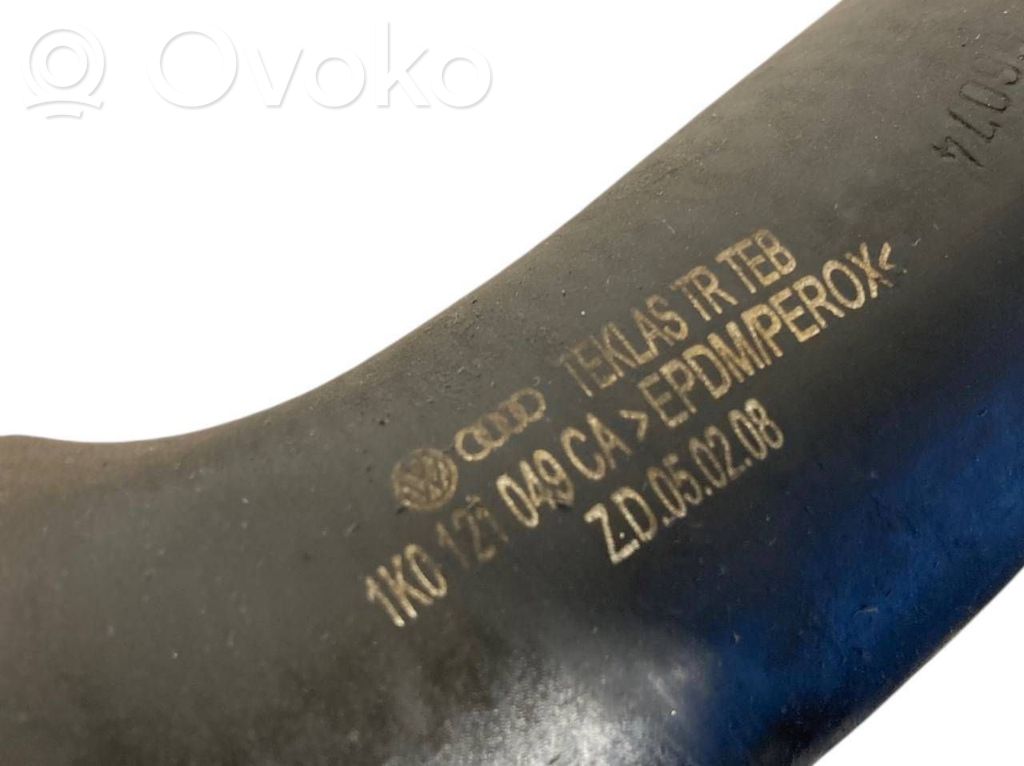 Ovoko
TEKLAS TR TEB
1K0 121 049 CA >EPDM/PEROX<
Z.D.05.02.08